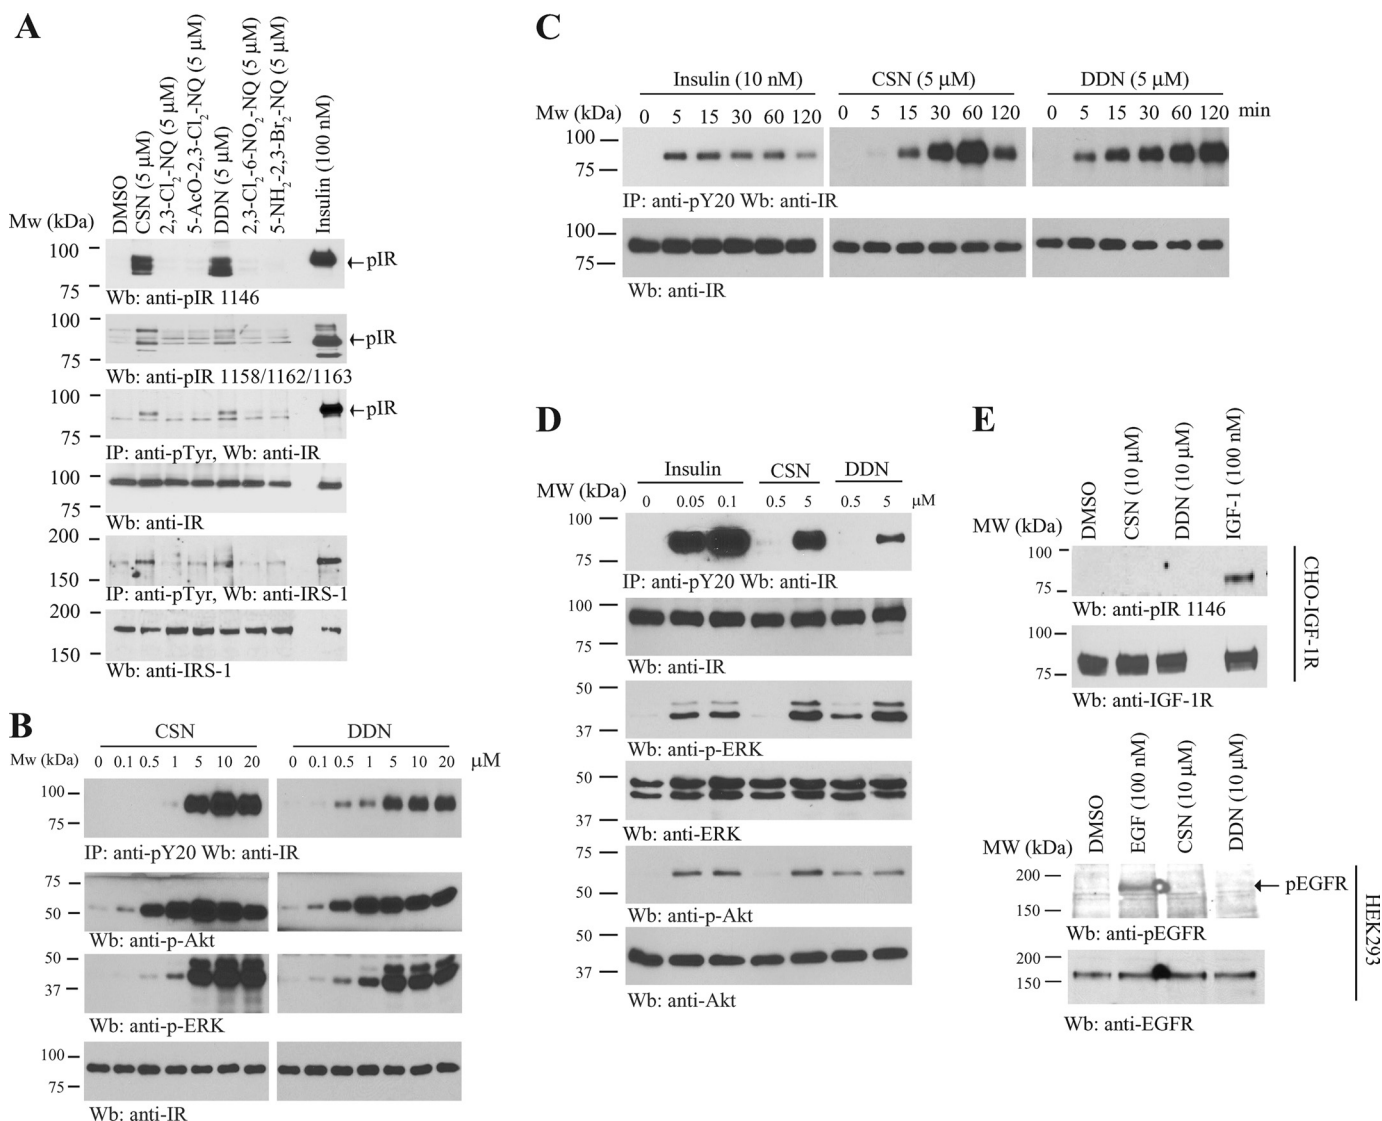 A
DMSO
CSN (5 µM)
2,3-Cl₂-NQ (5 µM)
5-AcO-2,3-Cl₂-NQ (5 µM)
DDN (5 µM)
2,3-Cl₂-6-NO₂-NQ (5 µM)
5-NH₂-2,3-Br₂-NQ (5 µM)
Insulin (100 nM)
Mw (kDa)
100
75
pIR
Wb: anti-pIR 1146
100
75
pIR
Wb: anti-pIR 1158/1162/1163
100
75
pIR
IP: anti-pTyr, Wb: anti-IR
100
75
Wb: anti-IR
200
150
IP: anti-pTyr, Wb: anti-IRS-1
200
150
Wb: anti-IRS-1
B
CSN DDN
Mw (kDa) 0 0.1 0.5 1 5 10 20 0 0.1 0.5 1 5 10 20 µM
100
75
IP: anti-pY20 Wb: anti-IR
75
50
Wb: anti-p-Akt
50
37
Wb: anti-p-ERK
100
75
Wb: anti-IR
C
Insulin (10 nM) CSN (5 µM) DDN (5 µM)
Mw (kDa) 0 5 15 30 60 120 0 5 15 30 60 120 0 5 15 30 60 120 min
100
75
IP: anti-pY20 Wb: anti-IR
100
75
Wb: anti-IR
D
Insulin CSN DDN
MW (kDa) 0 0.05 0.1 0.5 5 0.5 5 µM
100
75
IP: anti-pY20 Wb: anti-IR
100
75
Wb: anti-IR
50
37
Wb: anti-p-ERK
50
37
Wb: anti-ERK
75
50
Wb: anti-p-Akt
50
37
Wb: anti-Akt
E
DMSO
CSN (10 µM)
DDN (10 µM)
IGF-1 (100 nM)
MW (kDa)
100
75
Wb: anti-pIR 1146
100
75
Wb: anti-IGF-1R
CHO-IGF-1R
DMSO
EGF (100 nM)
CSN (10 µM)
DDN (10 µM)
MW (kDa)
200
150
pEGFR
Wb: anti-pEGFR
200
150
Wb: anti-EGFR
HEK293